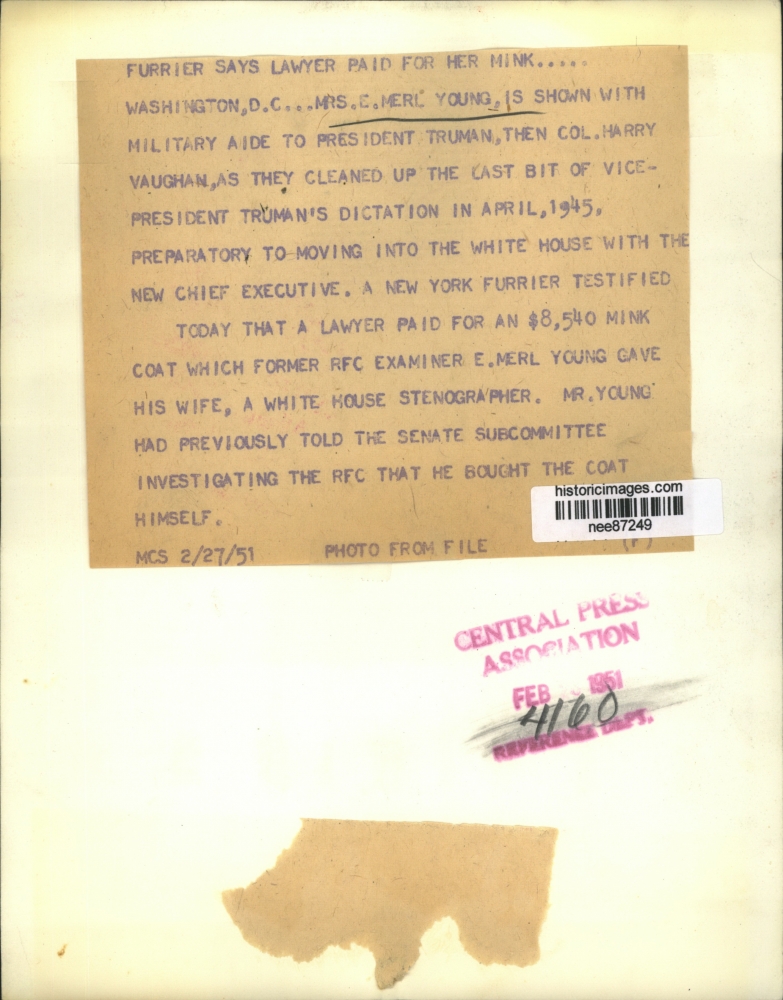 FURRIER SAYS LAWYER PAID FOR HER MINK.....
WASHINGTON,D.C...MRS.E.MERL YOUNG, IS SHOWN WITH
MILITARY AIDE TO PRESIDENT TRUMAN,THEN COL.HARRY
VAUGHAN,AS THEY CLEANED UP THE LAST BIT OF VICE-
PRESIDENT TRUMAN'S DICTATION IN APRIL,1945,
PREPARATORY TO MOVING INTO THE WHITE HOUSE WITH THE
NEW CHIEF EXECUTIVE. A NEW YORK FURRIER TESTIFIED
TODAY THAT A LAWYER PAID FOR AN $8,540 MINK
COAT WHICH FORMER RFC EXAMINER E.MERL YOUNG GAVE
HIS WIFE, A WHITE HOUSE STENOGRAPHER. MR.YOUNG
HAD PREVIOUSLY TOLD THE SENATE SUBCOMMITTEE
INVESTIGATING THE RFC THAT HE BOUGHT THE COAT
HIMSELF.
historicimages.com
nee87249
MCS 2/27/51 PHOTO FROM FILE
CENTRAL PRESS
ASSOCIATION
FEB 1951
4160
REFERENCE DEPT.